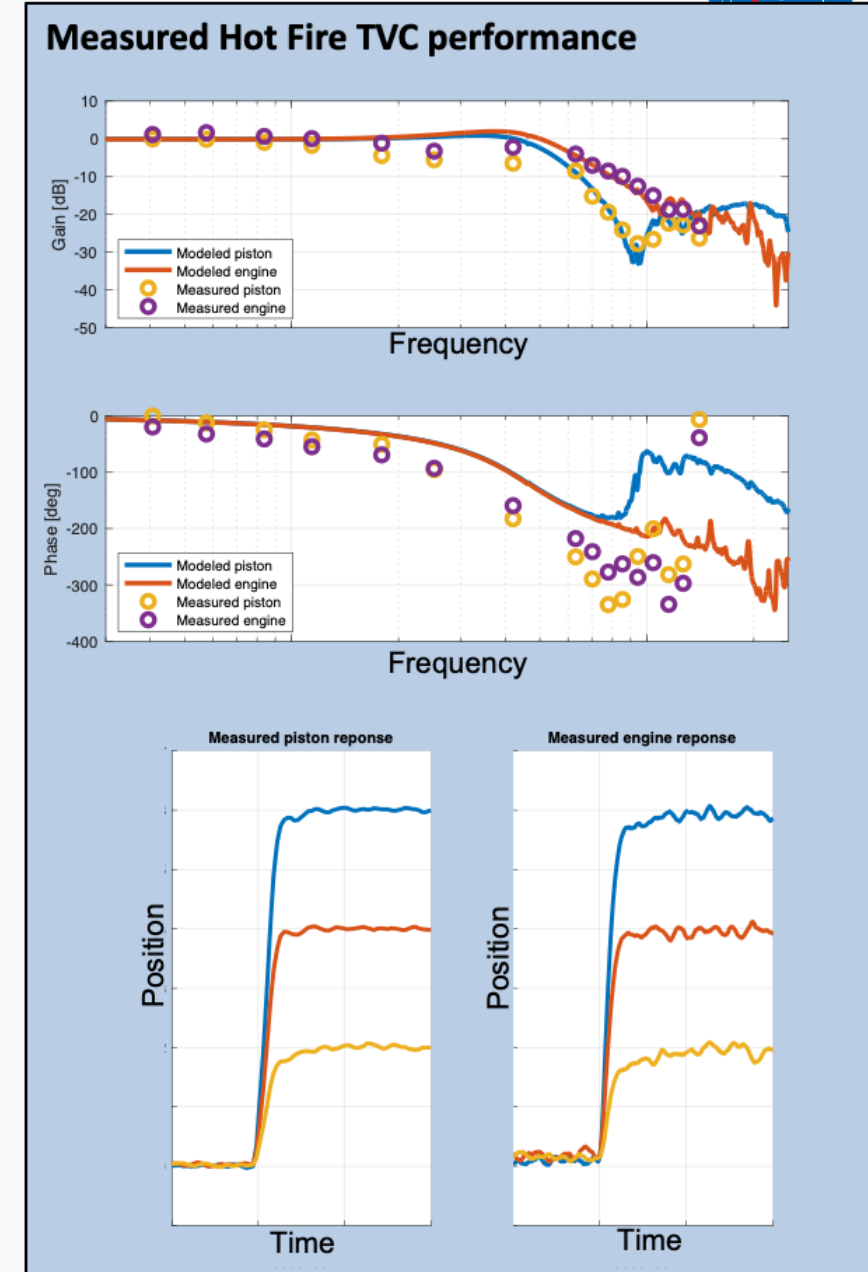 Measured Hot Fire TVC performance
10
0
-10
-20
-30
-40
-50
Gain [dB]
Modeled piston
Modeled engine
Measured piston
Measured engine
Frequency
0
-100
-200
-300
-400
Phase [deg]
Modeled piston
Modeled engine
Measured piston
Measured engine
Frequency
Measured piston reponse
Position
Time
Measured engine reponse
Position
Time